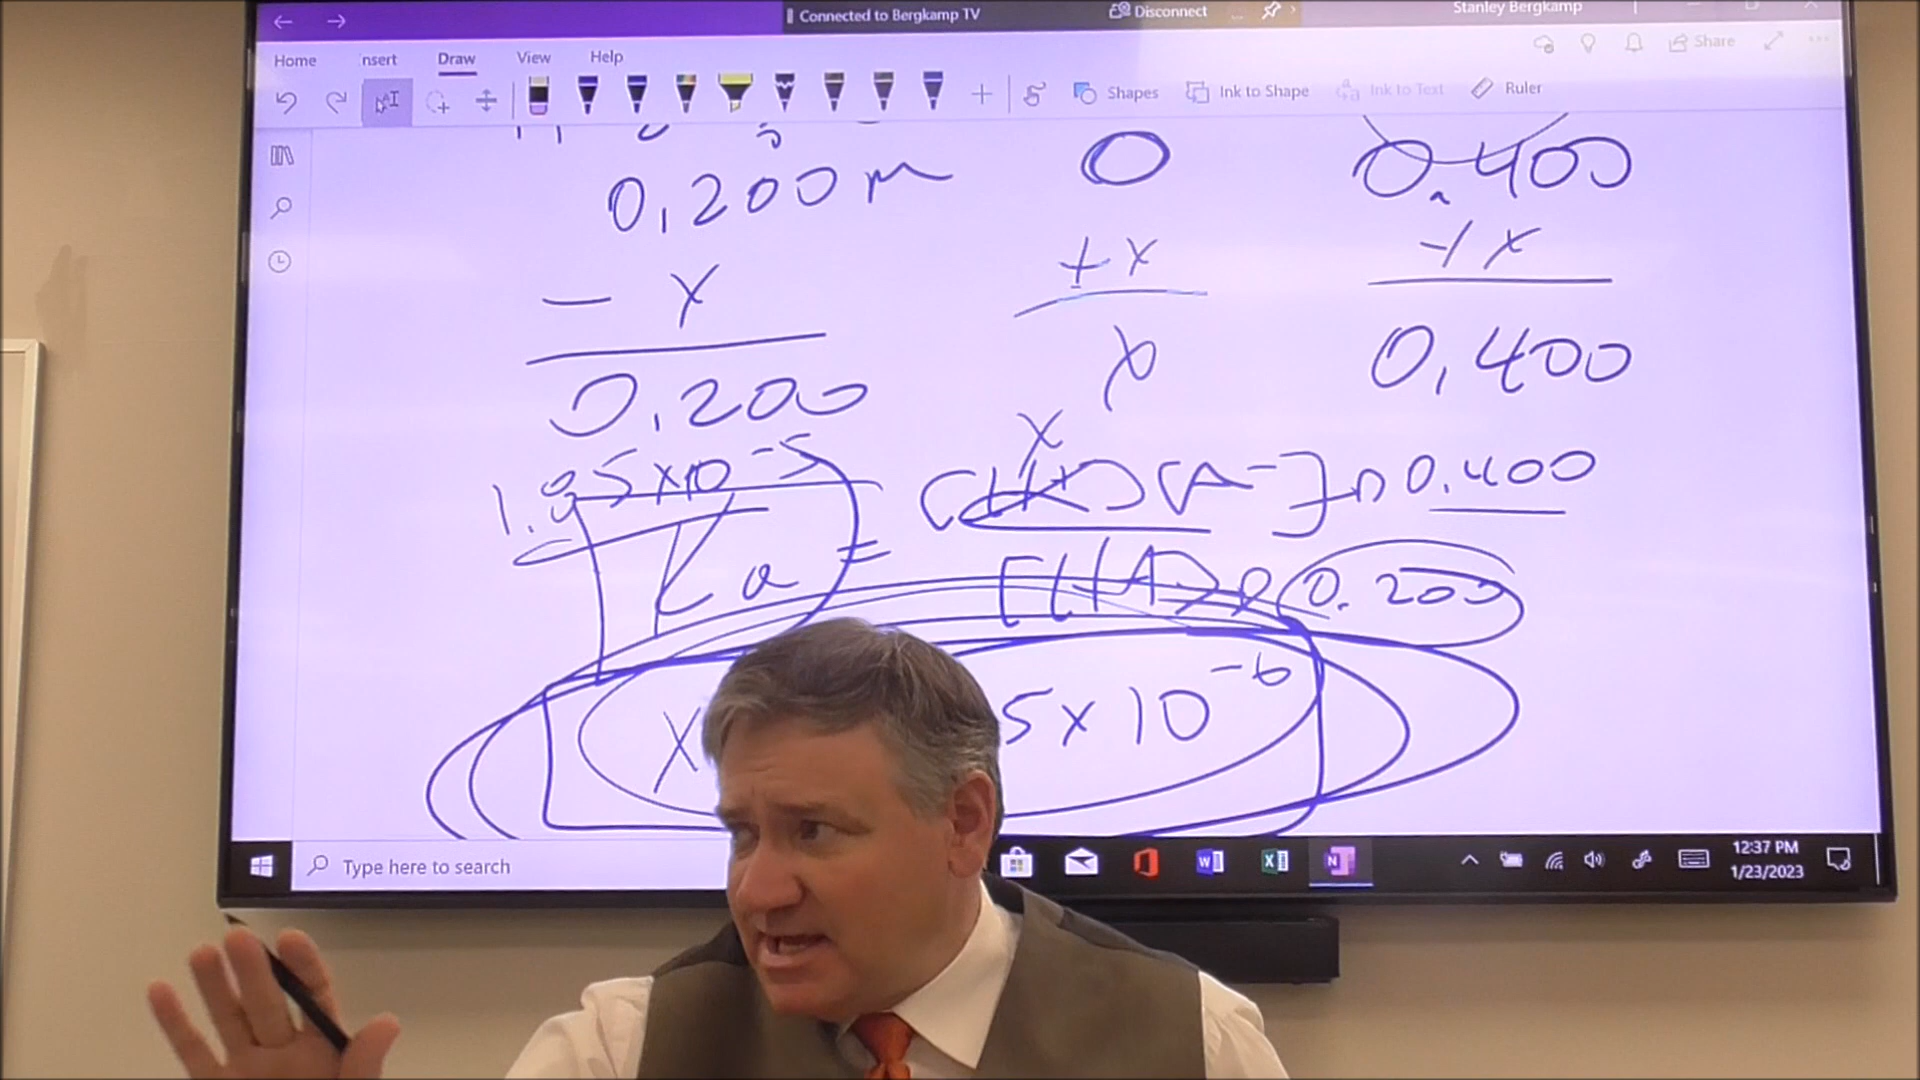 Connected to Bergkamp TV Disconnect ... Stanley Bergkamp
Home nsert Draw View Help
Share
Shapes Ink to Shape Ink to Text Ruler
0.200 M 0 0.400
- x +x +x
0.200 x 0.400
1.85x10⁻⁵ x
[H+][A-] 0.400
Ka = [HA] 0.200
x 5x10⁻⁶
Type here to search
12:37 PM
1/23/2023